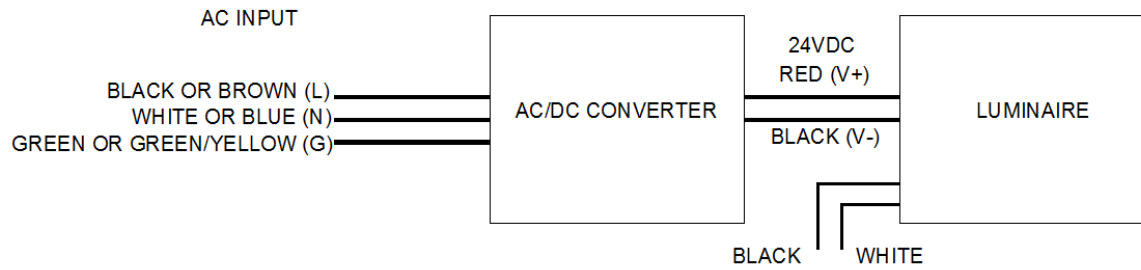 AC INPUT
BLACK OR BROWN (L)
WHITE OR BLUE (N)
GREEN OR GREEN/YELLOW (G)
AC/DC CONVERTER
24VDC
RED (V+)
BLACK (V-)
LUMINAIRE
BLACK
WHITE